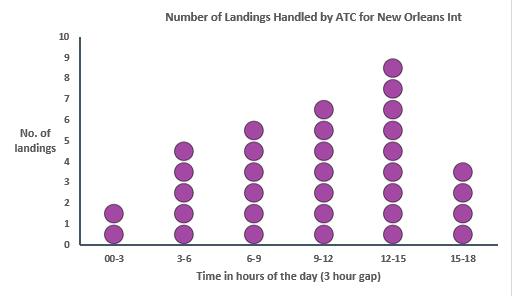 Number of Landings Handled by ATC for New Orleans Int
10
9
8
7
6
5
4
3
2
1
0
No. of
landings
00-3 3-6 6-9 9-12 12-15 15-18
Time in hours of the day (3 hour gap)